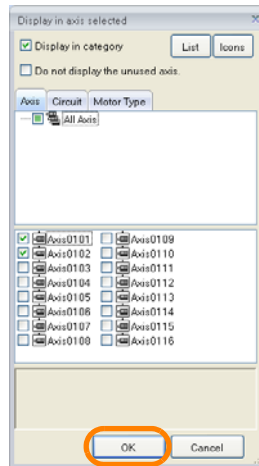 Display in axis selected
Display in category
List
Icons
Do not display the unused axis.
Axis
Circuit
Motor Type
All Axis
Axis0101
Axis0109
Axis0102
Axis0110
Axis0103
Axis0111
Axis0104
Axis0112
Axis0105
Axis0113
Axis0106
Axis0114
Axis0107
Axis0115
Axis0108
Axis0116
OK
Cancel